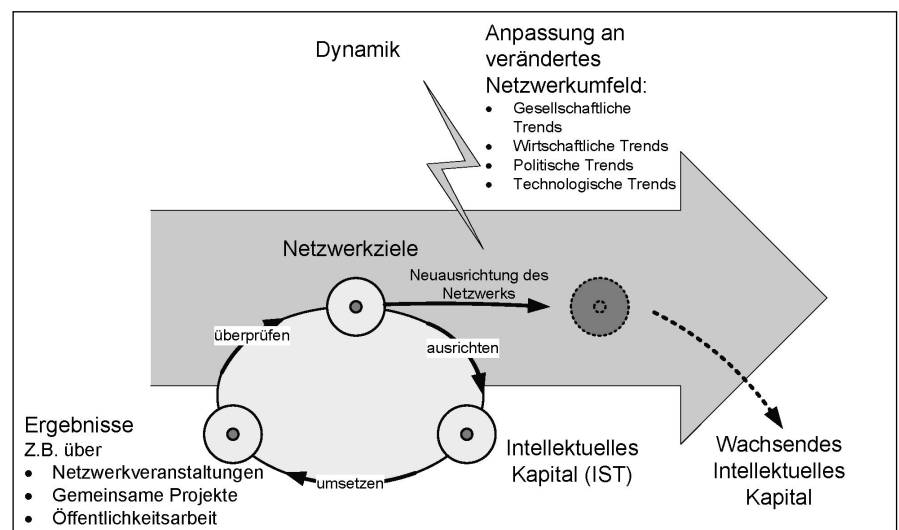 Dynamik
Anpassung an
verändertes
Netzwerkumfeld:
• Gesellschaftliche
Trends
• Wirtschaftliche Trends
• Politische Trends
• Technologische Trends
Netzwerkziele
Neuausrichtung des
Netzwerks
überprüfen
ausrichten
Ergebnisse
Z.B. über
• Netzwerkveranstaltungen
• Gemeinsame Projekte
• Öffentlichkeitsarbeit
umsetzen
Intellektuelles
Kapital (IST)
Wachsendes
Intellektuelles
Kapital